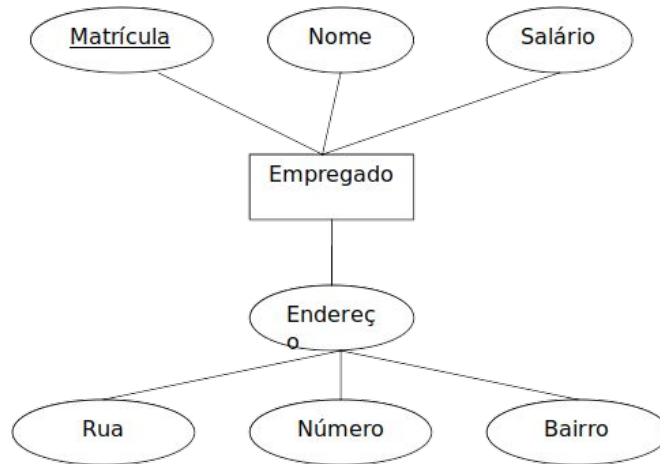 Matrícula
Nome
Salário
Empregado
Endereç
o
Rua
Número
Bairro